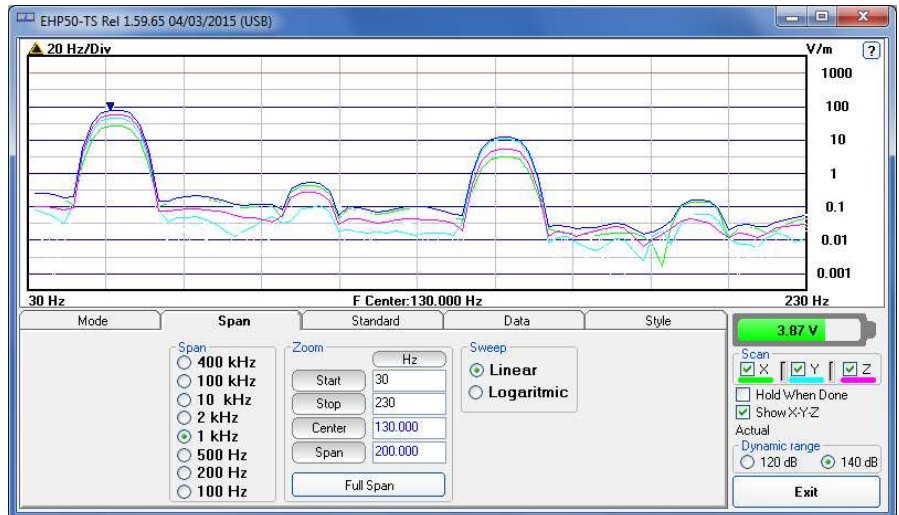 EHP50-TS Rel 1.59.65 04/03/2015 (USB)
20 Hz/Div
V/m
?
1000
100
10
1
0.1
0.01
0.001
30 Hz
F Center:130.000 Hz
230 Hz
Mode
Span
Standard
Data
Style
Span
400 kHz
100 kHz
10 kHz
2 kHz
1 kHz
500 Hz
200 Hz
100 Hz
Zoom
Hz
Start
30
Stop
230
Center
130.000
Span
200.000
Full Span
Sweep
Linear
Logaritmic
3.87 V
Scan
X
Y
Z
Hold When Done
Show X-Y-Z
Actual
Dynamic range
120 dB
140 dB
Exit